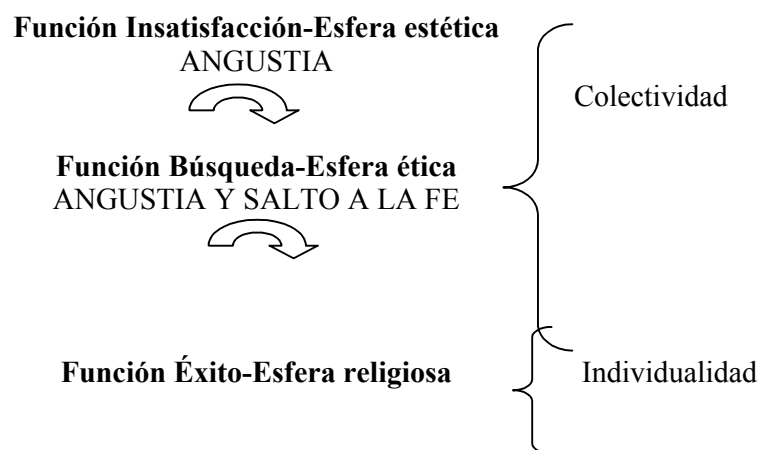 Función Insatisfacción-Esfera estética
ANGUSTIA
Colectividad
Función Búsqueda-Esfera ética
ANGUSTIA Y SALTO A LA FE
Función Éxito-Esfera religiosa
Individualidad